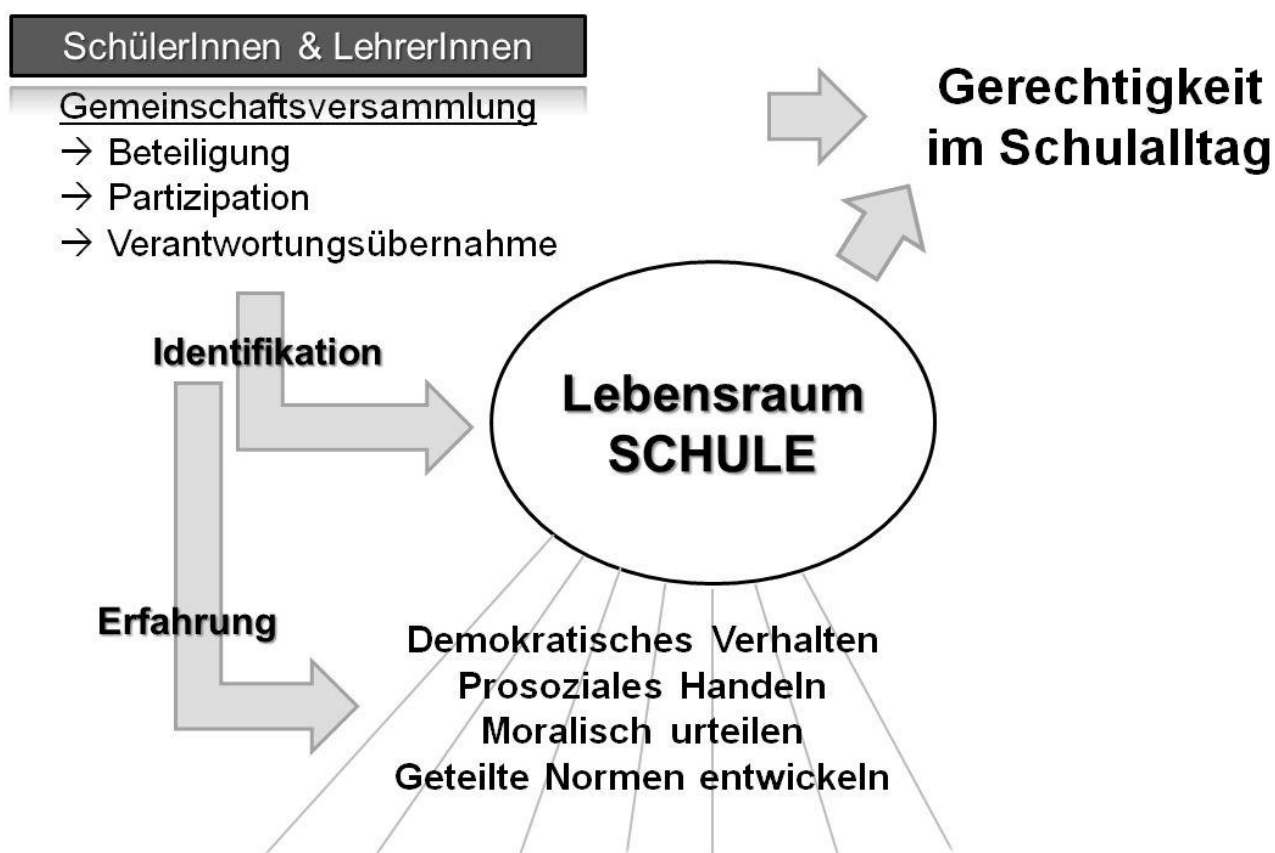 SchülerInnen & LehrerInnen
Gemeinschaftsversammlung
→ Beteiligung
→ Partizipation
→ Verantwortungsübernahme
Gerechtigkeit
im Schulalltag
Identifikation
Lebensraum
SCHULE
Erfahrung
Demokratisches Verhalten
Prosoziales Handeln
Moralisch urteilen
Geteilte Normen entwickeln